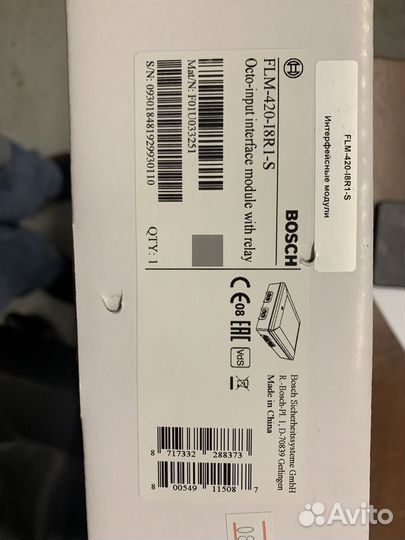 BOSCH
FLM-420-I8R1-S
Octo-input interface module with relay
Mat/N: F01U033251
S/N: 093018481929930110
QTY: 1
CE08 EAC
VdS
Bosch Sicherheitssysteme GmbH
R.-Bosch-Pl. 1, D-70839 Gerlingen
Made in China
8 717332 288373
8 00549 11508 7
FLM-420-I8R1-S
Интерфейсные модули
Avito